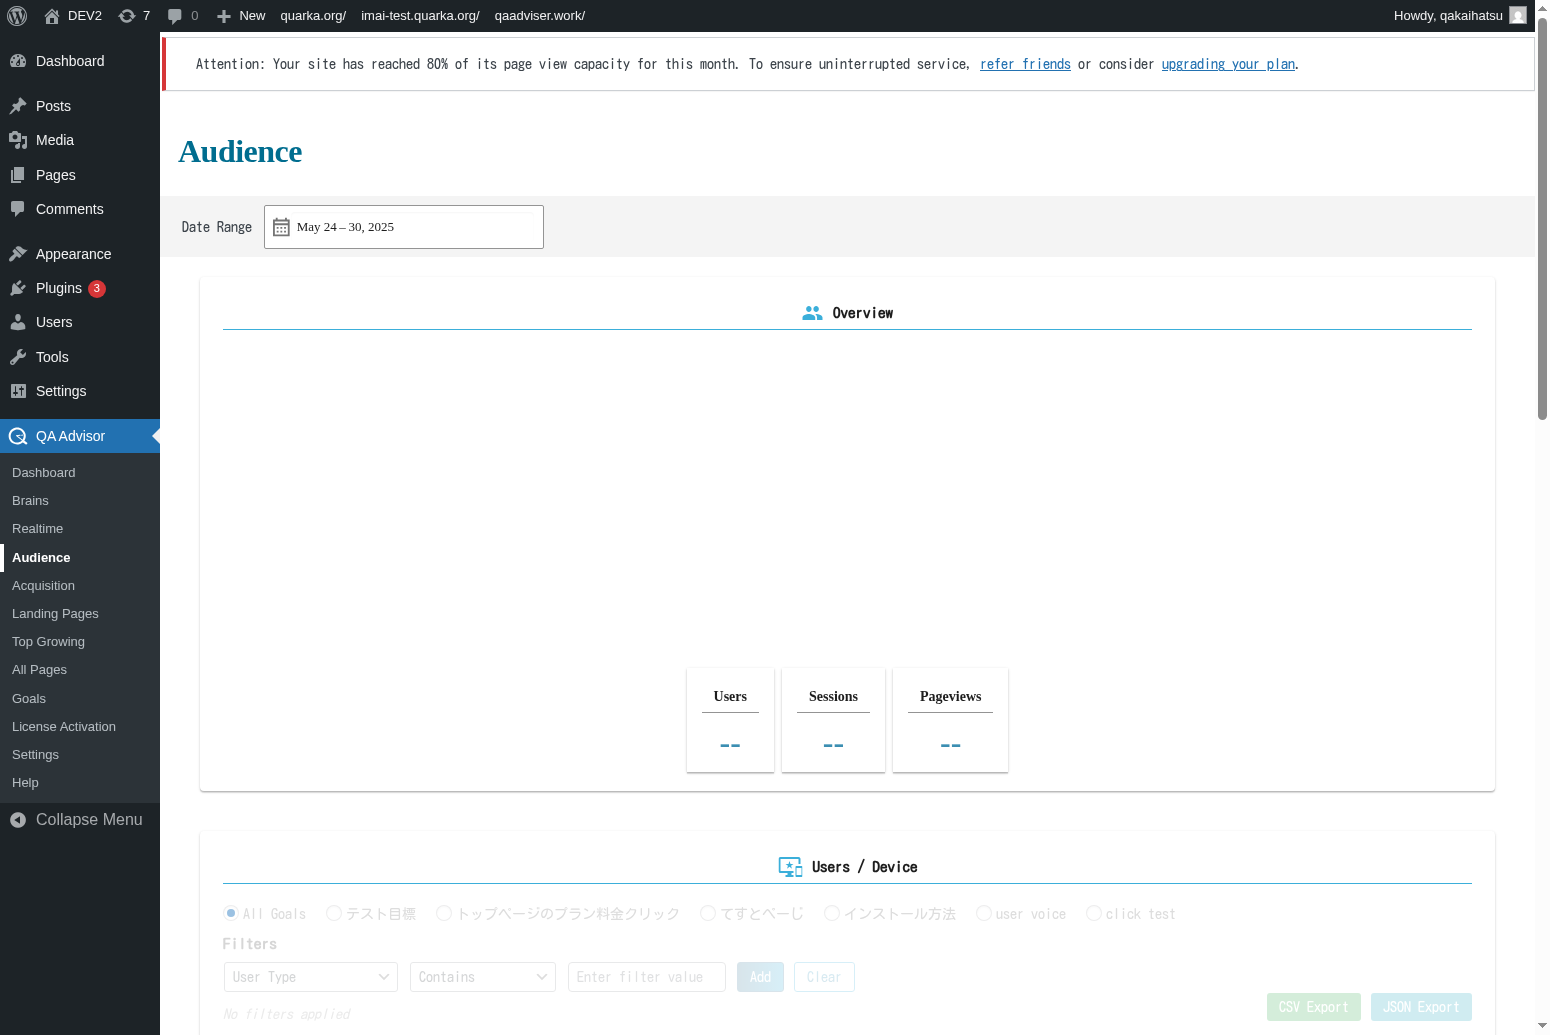 DEV2 7 0 New quarka.org/ imai-test.quarka.org/ qaadviser.work/ Howdy, qakaihatsu
Dashboard
Posts
Media
Pages
Comments
Appearance
Plugins 3
Users
Tools
Settings
QA Advisor
Dashboard
Brains
Realtime
Audience
Acquisition
Landing Pages
Top Growing
All Pages
Goals
License Activation
Settings
Help
Collapse Menu
Attention: Your site has reached 80% of its page view capacity for this month. To ensure uninterrupted service, refer friends or consider upgrading your plan.
Audience
Date Range May 24 – 30, 2025
Overview
Users Sessions Pageviews
-- -- --
Users / Device
All Goals テスト目標 トップページのプラン料金クリック てすとぺーじ インストール方法 user voice click test
Filters
User Type Contains Enter filter value Add Clear
No filters applied
CSV Export JSON Export